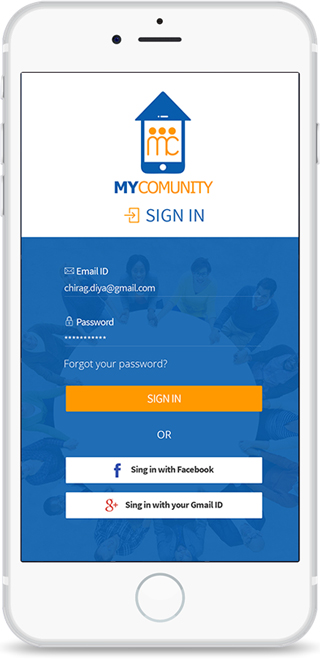 mc
MYCOMUNITY
SIGN IN
Email ID
chirag.diya@gmail.com
Password
***********
Forgot your password?
SIGN IN
OR
f Sing in with Facebook
g+ Sing in with your Gmail ID